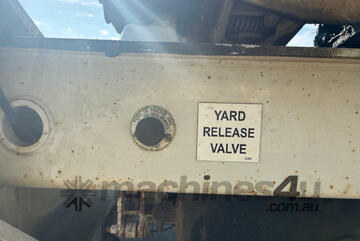 YARD
RELEASE
VALVE
machines4u
.com.au